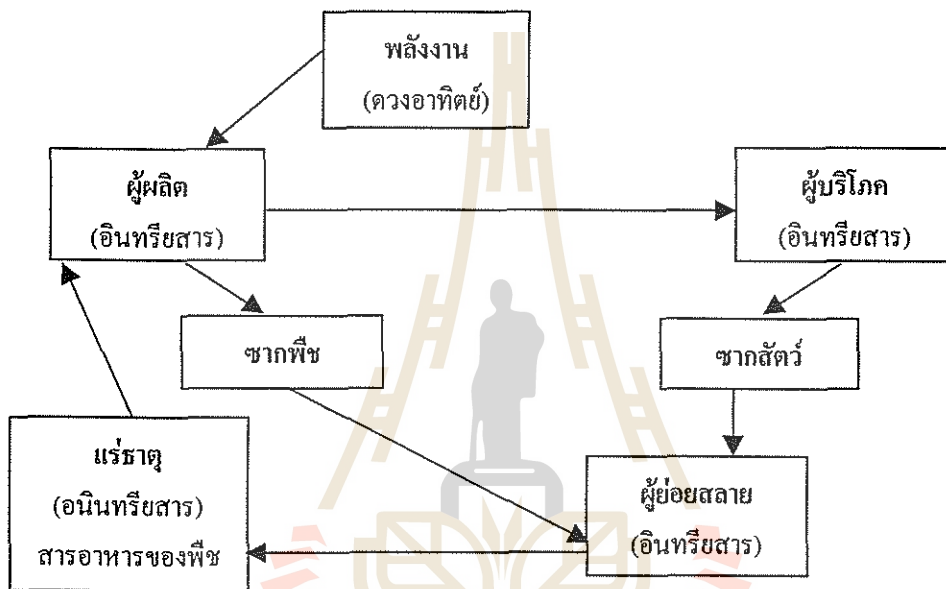 พลังงาน
(ดวงอาทิตย์)
ผู้ผลิต
(อินทรียสาร)
ผู้บริโภค
(อินทรียสาร)
ซากพืช
ซากสัตว์
แร่ธาตุ
(อนินทรียสาร)
สารอาหารของพืช
ผู้ย่อยสลาย
(อินทรียสาร)